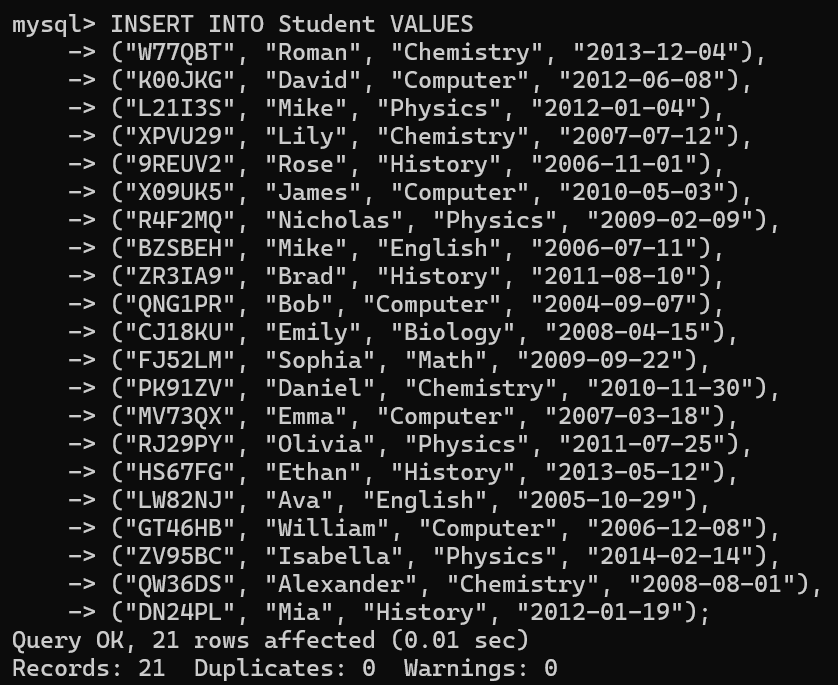 mysql> INSERT INTO Student VALUES
    -> ("W77QBT", "Roman", "Chemistry", "2013-12-04"),
    -> ("K00JKG", "David", "Computer", "2012-06-08"),
    -> ("L21I3S", "Mike", "Physics", "2012-01-04"),
    -> ("XPVU29", "Lily", "Chemistry", "2007-07-12"),
    -> ("9REUV2", "Rose", "History", "2006-11-01"),
    -> ("X09UK5", "James", "Computer", "2010-05-03"),
    -> ("R4F2MQ", "Nicholas", "Physics", "2009-02-09"),
    -> ("BZSBEH", "Mike", "English", "2006-07-11"),
    -> ("ZR3IA9", "Brad", "History", "2011-08-10"),
    -> ("QNG1PR", "Bob", "Computer", "2004-09-07"),
    -> ("CJ18KU", "Emily", "Biology", "2008-04-15"),
    -> ("FJ52LM", "Sophia", "Math", "2009-09-22"),
    -> ("PK91ZV", "Daniel", "Chemistry", "2010-11-30"),
    -> ("MV73QX", "Emma", "Computer", "2007-03-18"),
    -> ("RJ29PY", "Olivia", "Physics", "2011-07-25"),
    -> ("HS67FG", "Ethan", "History", "2013-05-12"),
    -> ("LW82NJ", "Ava", "English", "2005-10-29"),
    -> ("GT46HB", "William", "Computer", "2006-12-08"),
    -> ("ZV95BC", "Isabella", "Physics", "2014-02-14"),
    -> ("QW36DS", "Alexander", "Chemistry", "2008-08-01"),
    -> ("DN24PL", "Mia", "History", "2012-01-19");
Query OK, 21 rows affected (0.01 sec)
Records: 21  Duplicates: 0  Warnings: 0